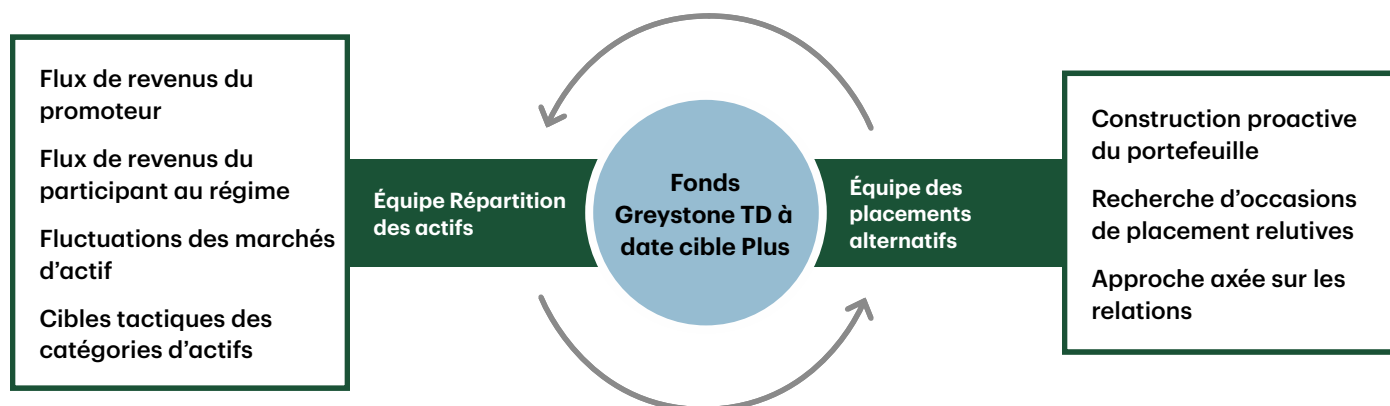 Flux de revenus du
promoteur
Flux de revenus du
participant au régime
Fluctuations des marchés
d'actif
Cibles tactiques des
catégories d'actifs
Équipe Répartition
des actifs
Fonds
Greystone TD à
date cible Plus
Équipe des
placements
alternatifs
Construction proactive
du portefeuille
Recherche d'occasions
de placement relutives
Approche axée sur les
relations